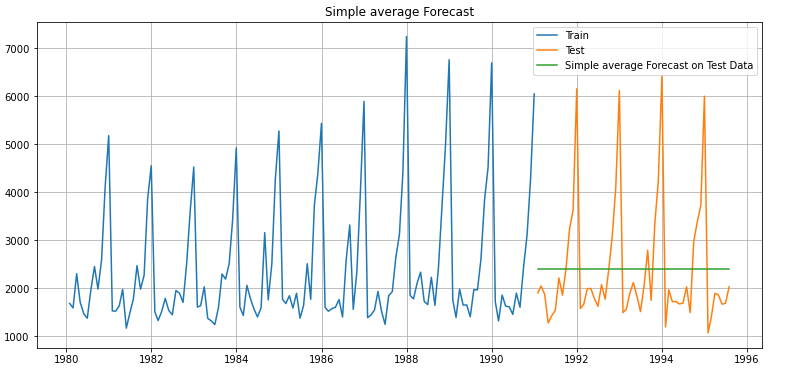 Simple average Forecast
Train
Test
Simple average Forecast on Test Data
7000
6000
5000
4000
3000
2000
1000
1980 1982 1984 1986 1988 1990 1992 1994 1996